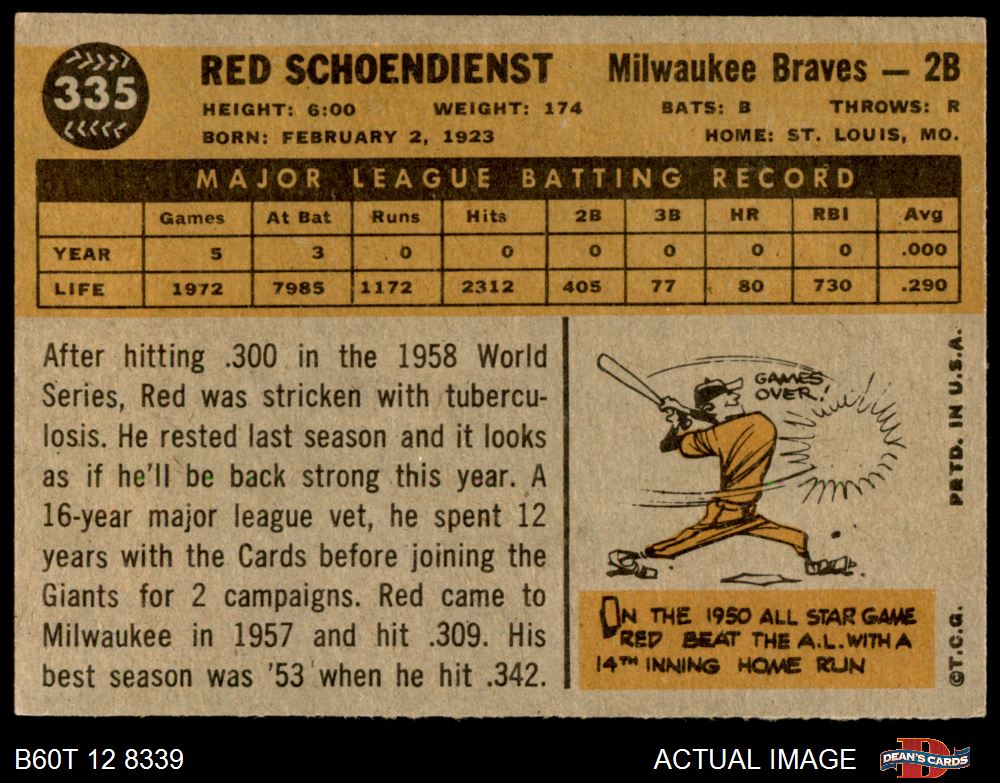 335
RED SCHOENDIENST
Milwaukee Braves — 2B
HEIGHT: 6:00 WEIGHT: 174 BATS: B THROWS: R
BORN: FEBRUARY 2, 1923 HOME: ST. LOUIS, MO.
MAJOR LEAGUE BATTING RECORD
Games At Bat Runs Hits 2B 3B HR RBI Avg
YEAR 5 3 0 0 0 0 0 0 .000
LIFE 1972 7985 1172 2312 405 77 80 730 .290
After hitting .300 in the 1958 World
Series, Red was stricken with tubercu-
losis. He rested last season and it looks
as if he'll be back strong this year. A
16-year major league vet, he spent 12
years with the Cards before joining the
Giants for 2 campaigns. Red came to
Milwaukee in 1957 and hit .309. His
best season was '53 when he hit .342.
GAMES
OVER!
ON THE 1950 ALL STAR GAME
RED BEAT THE A.L. WITH A
14TH INNING HOME RUN
©T.C.G. PRTD. IN U.S.A.
B60T 12 8339
ACTUAL IMAGE
DEAN'S CARDS